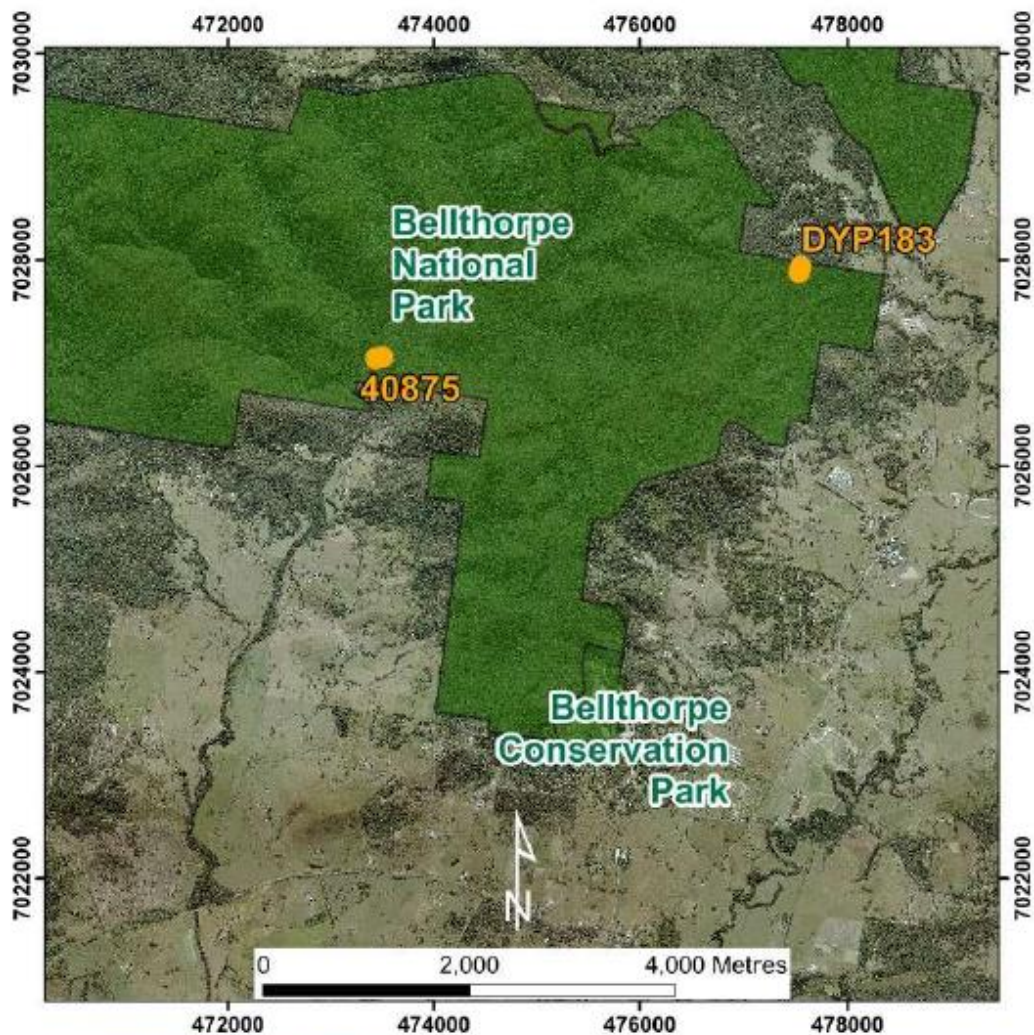 472000 474000 476000 478000
7030000 7030000
Bellthorpe
National
Park
DYP183
7028000 7028000
40875
7026000 7026000
7024000 7024000
Bellthorpe
Conservation
Park
7022000 7022000
N
0 2,000 4,000 Metres
472000 474000 476000 478000